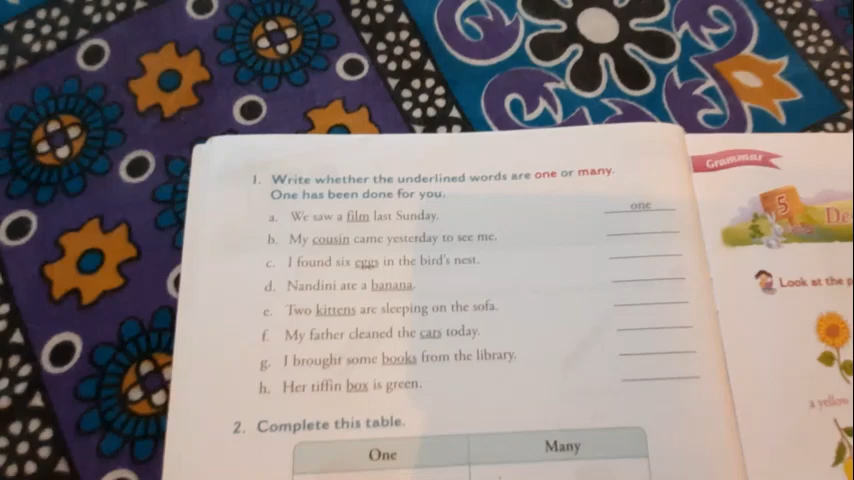 1. Write whether the underlined words are one or many.
One has been done for you.
a. We saw a film last Sunday. one
b. My cousin came yesterday to see me.
c. I found six eggs in the bird's nest.
d. Nandini ate a banana.
e. Two kittens are sleeping on the sofa.
f. My father cleaned the cars today.
g. I brought some books from the library.
h. Her tiffin box is green.
2. Complete this table.
One Many
Grammar
5
De
Look at the p
a yellow